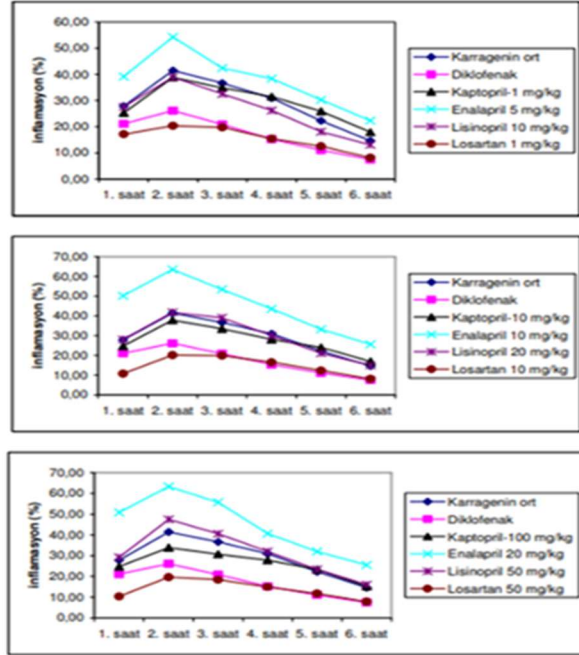 60,00
50,00
40,00
30,00
20,00
10,00
0,00
inflamasyon (%)
1. saat 2. saat 3. saat 4. saat 5. saat 6. saat
Karragenin ort
Diklofenak
Kaptopril-1 mg/kg
Enalapril 5 mg/kg
Lisinopril 10 mg/kg
Losartan 1 mg/kg
70,00
60,00
50,00
40,00
30,00
20,00
10,00
0,00
inflamasyon (%)
1. saat 2. saat 3. saat 4. saat 5. saat 6. saat
Karragenin ort
Diklofenak
Kaptopril-10 mg/kg
Enalapril 10 mg/kg
Lisinopril 20 mg/kg
Losartan 10 mg/kg
70,00
60,00
50,00
40,00
30,00
20,00
10,00
0,00
inflamasyon (%)
1. saat 2. saat 3. saat 4. saat 5. saat 6. saat
Karragenin ort
Diklofenak
Kaptopril-100 mg/kg
Enalapril 20 mg/kg
Lisinopril 50 mg/kg
Losartan 50 mg/kg